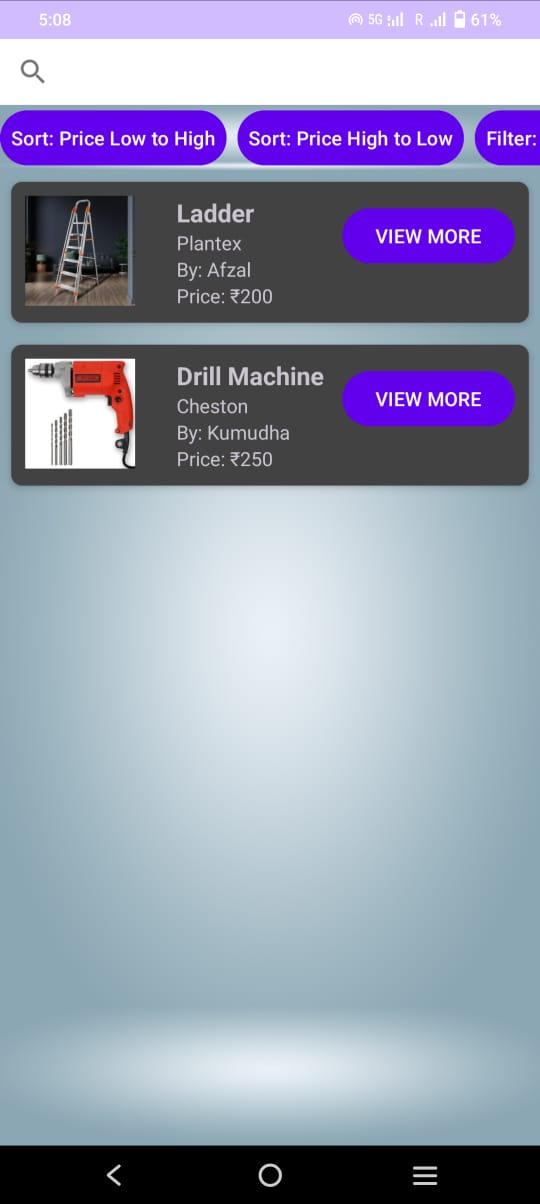 5:08 5G R 61%
Sort: Price Low to High Sort: Price High to Low Filter:
Ladder
Plantex
By: Afzal
Price: ₹200
VIEW MORE
Drill Machine
Cheston
By: Kumudha
Price: ₹250
VIEW MORE